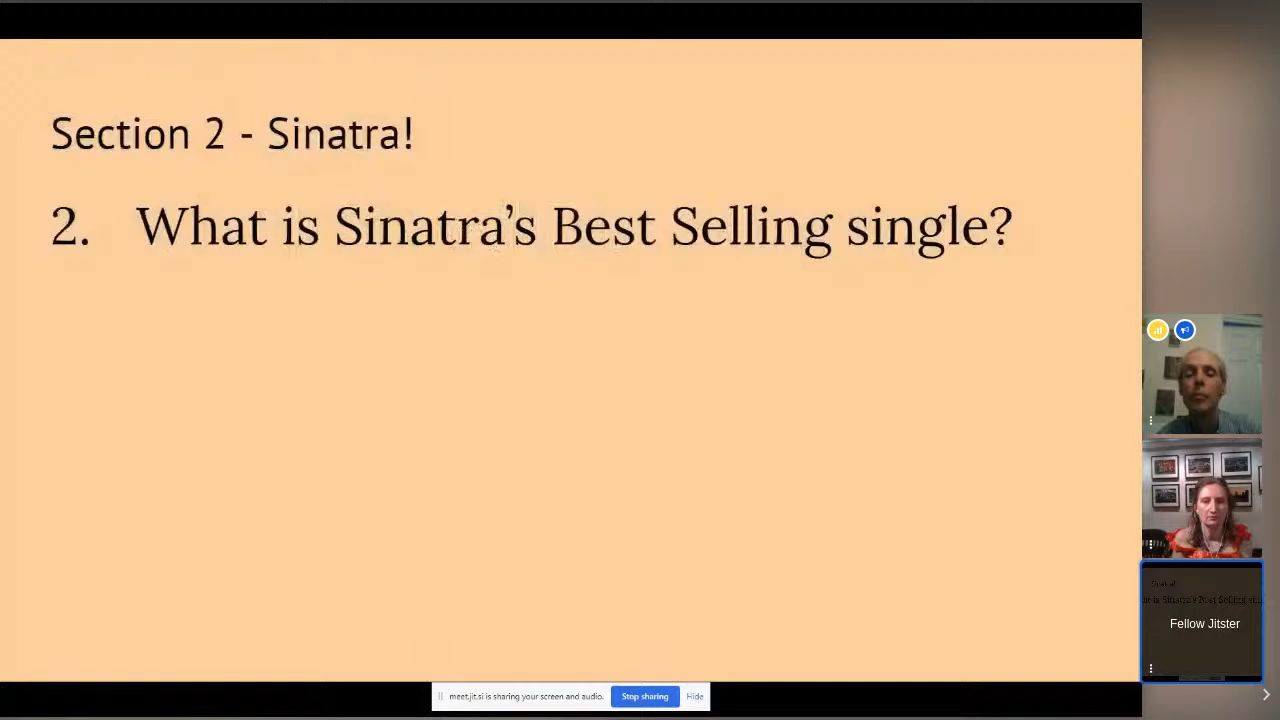 Section 2 - Sinatra!
2. What is Sinatra’s Best Selling single?
Fellow Jitster
meet.jit.si is sharing your screen and audio.
Stop sharing
Hide